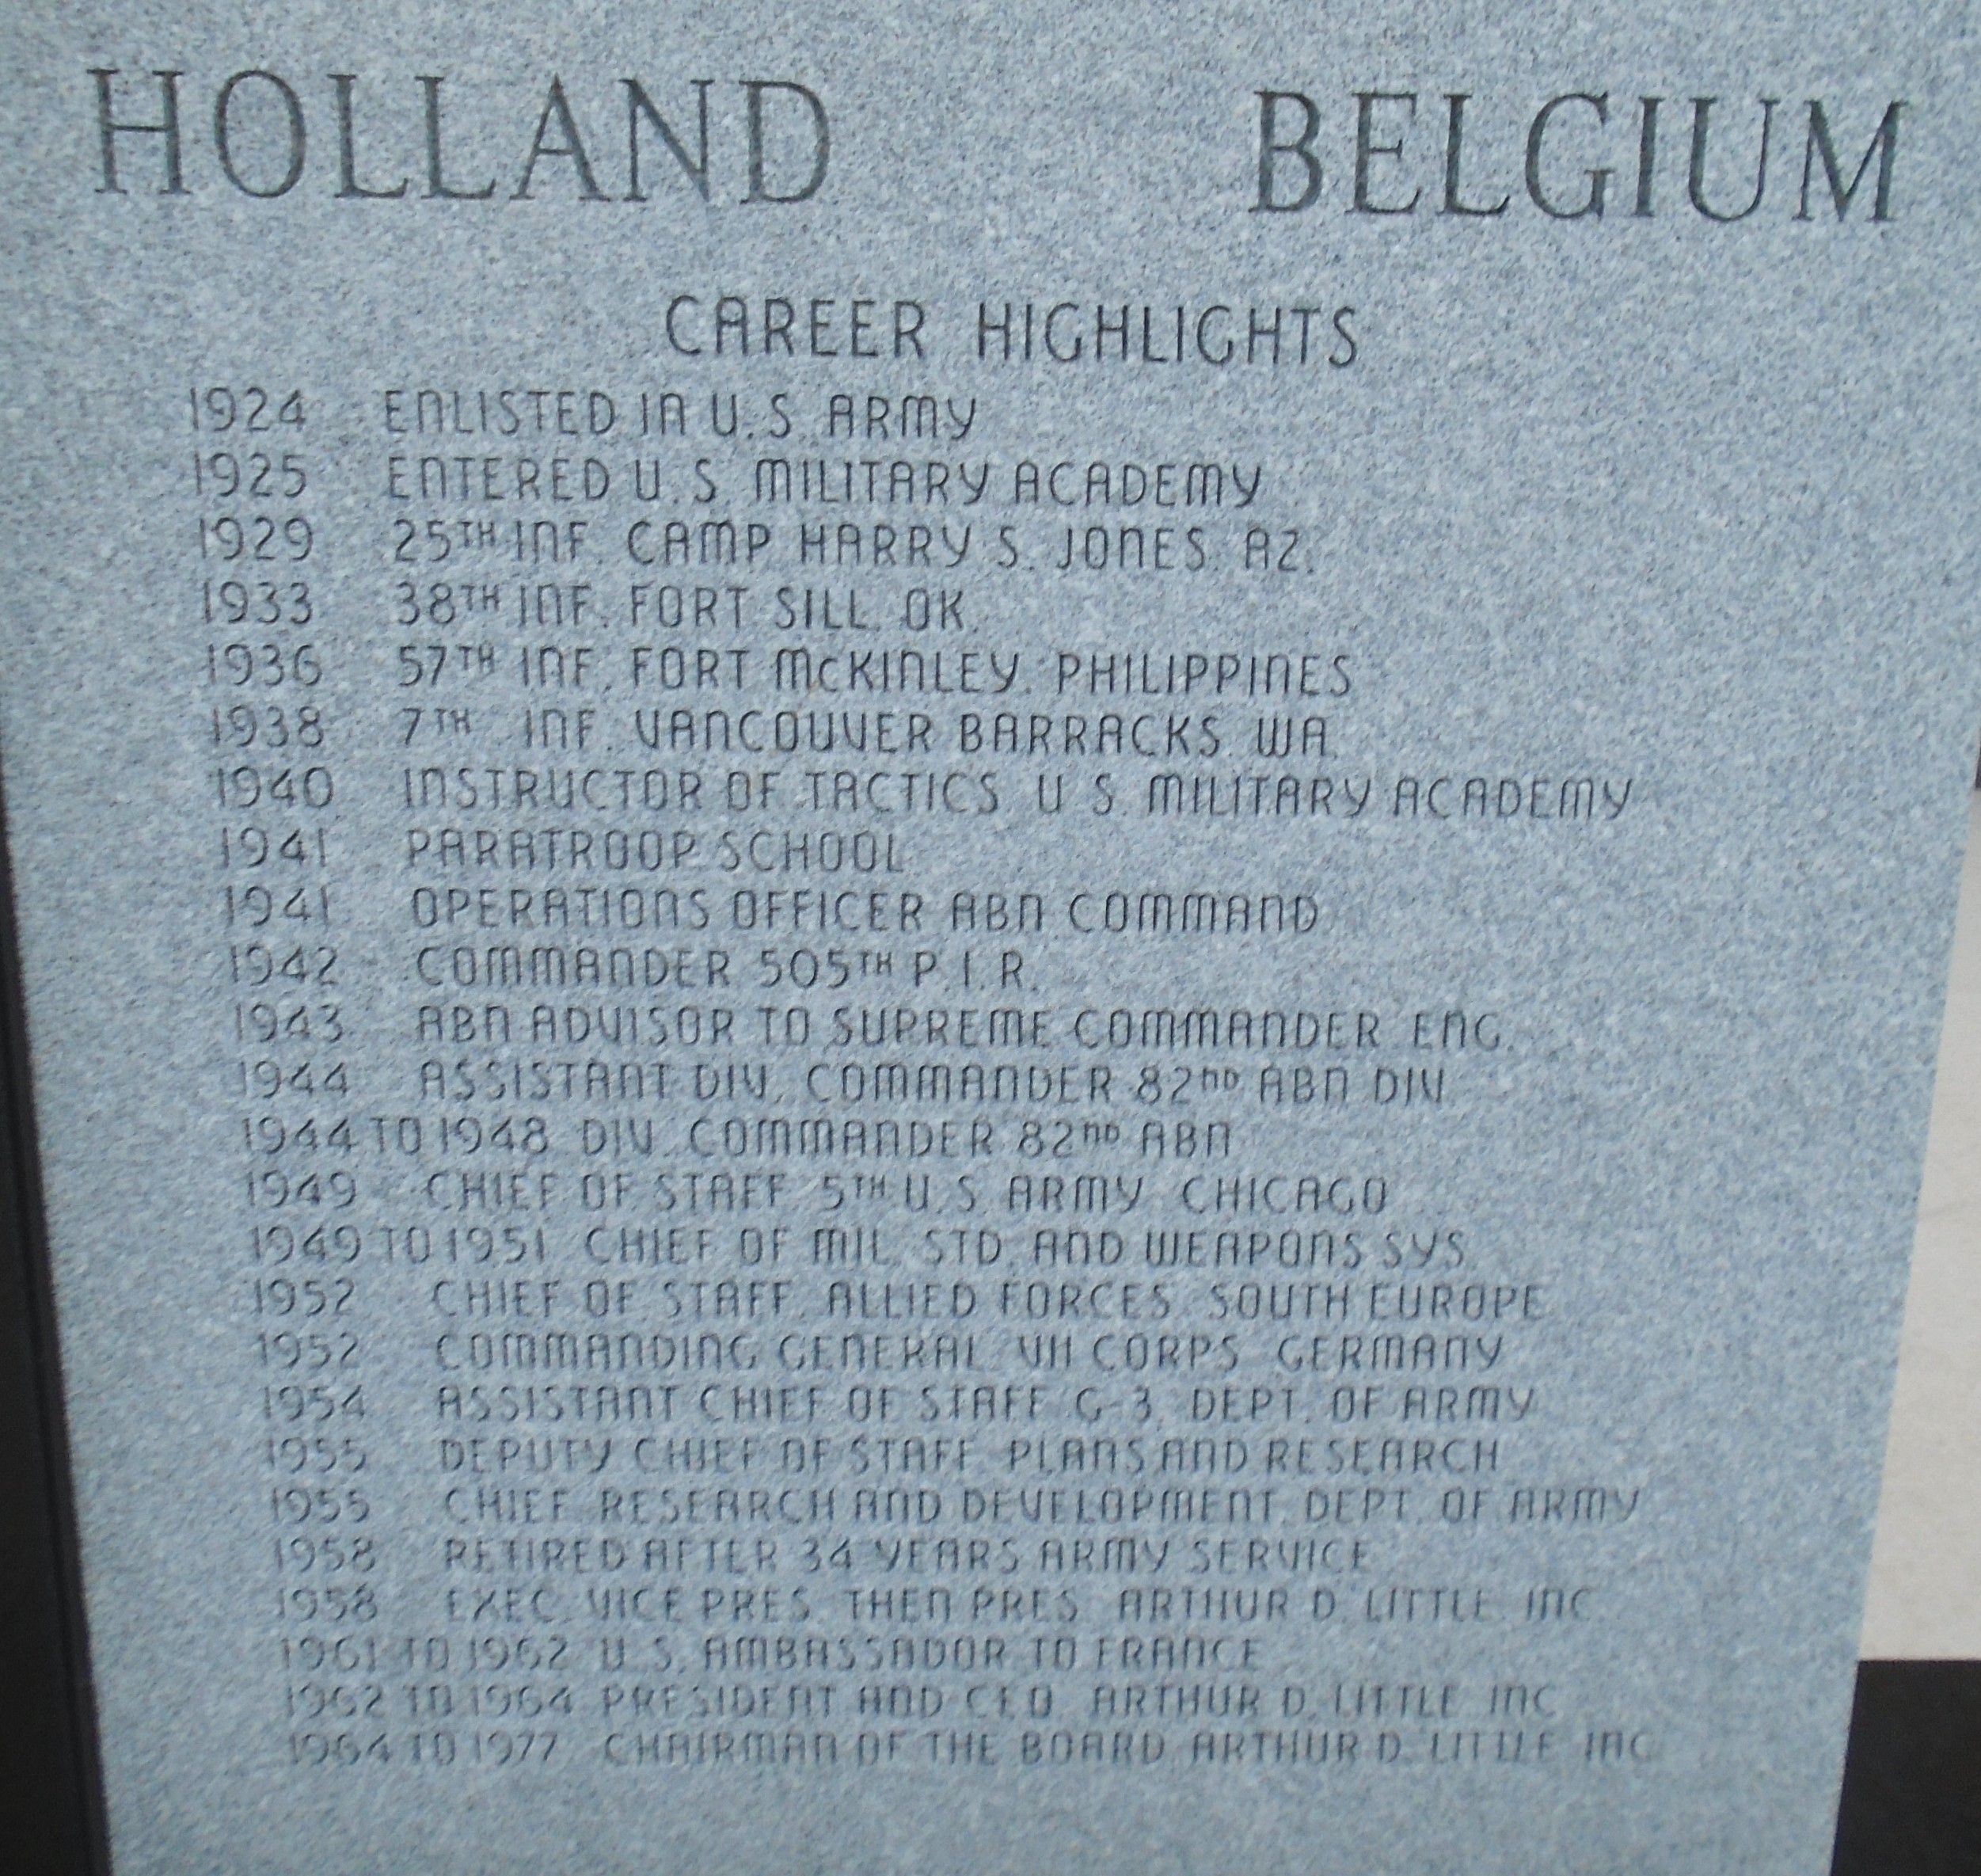 HOLLAND BELGIUM
CAREER HIGHLIGHTS
1924 ENLISTED IN U.S. ARMY
1925 ENTERED U.S. MILITARY ACADEMY
1929 25TH INF. CAMP HARRY S. JONES. AZ.
1933 38TH INF. FORT SILL. OK.
1936 57TH INF. FORT McKINLEY. PHILIPPINES
1938 7TH INF. VANCOUVER BARRACKS. WA.
1940 INSTRUCTOR OF TACTICS. U.S. MILITARY ACADEMY
1941 PARATROOP SCHOOL
1941 OPERATIONS OFFICER ABN COMMAND
1942 COMMANDER 505TH P.I.R.
1943 ABN ADVISOR TO SUPREME COMMANDER ENG.
1944 ASSISTANT DIV. COMMANDER 82ND ABN DIV
1944 TO 1948 DIV. COMMANDER 82ND ABN
1949 CHIEF OF STAFF. 5TH U.S. ARMY CHICAGO
1949 TO 1951 CHIEF OF MIL. STD. AND WEAPONS SYS.
1952 CHIEF OF STAFF. ALLIED FORCES. SOUTH EUROPE
1952 COMMANDING GENERAL VII CORPS GERMANY
1954 ASSISTANT CHIEF OF STAFF G-3. DEPT. OF ARMY
1955 DEPUTY CHIEF OF STAFF PLANS AND RESEARCH
1955 CHIEF RESEARCH AND DEVELOPMENT. DEPT. OF ARMY
1958 RETIRED AFTER 34 YEARS ARMY SERVICE
1958 EXEC. VICE PRES. THEN PRES. ARTHUR D. LITTLE INC.
1961 TO 1962 U.S. AMBASSADOR TO FRANCE
1962 TO 1964 PRESIDENT AND CEO ARTHUR D. LITTLE INC
1964 TO 1977 CHAIRMAN OF THE BOARD ARTHUR D. LITTLE INC